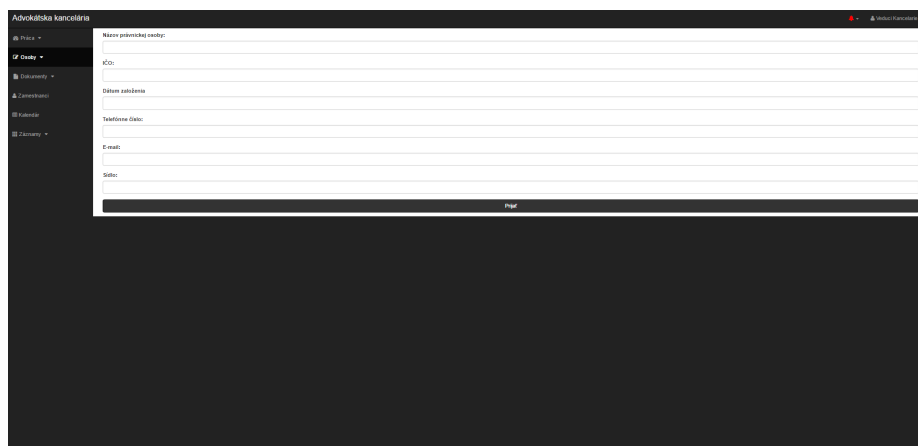 Advokátska kancelária
Vedúci Kancelárie
Práca
Osoby
Dokumenty
Zamestnanci
Kalendár
Záznamy
Názov právnickej osoby:
IČO:
Dátum založenia
Telefónne číslo:
E-mail:
Sídlo:
Prijať